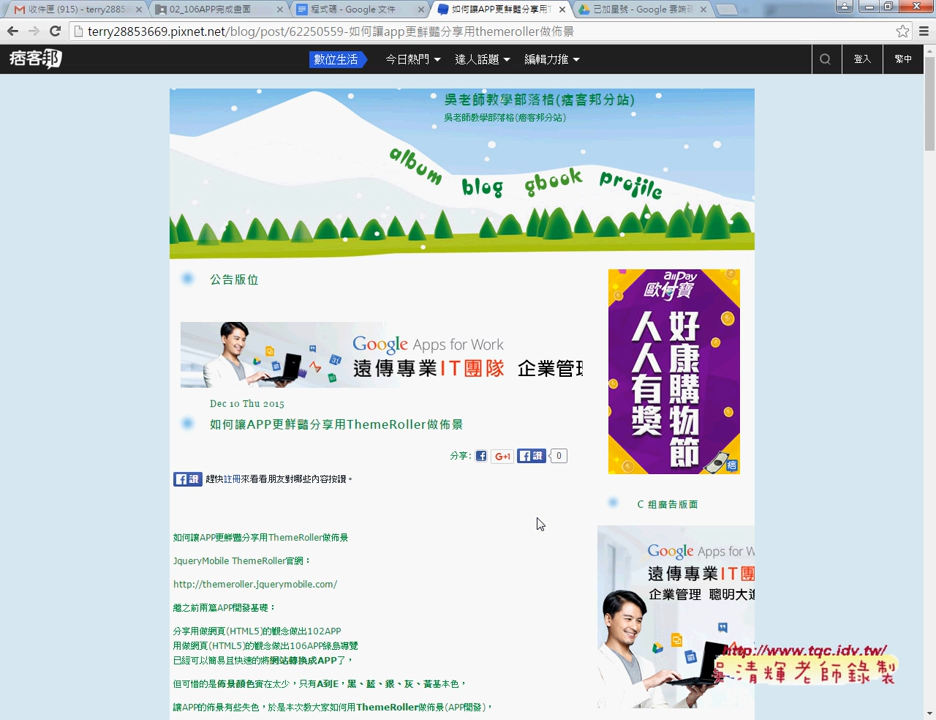 收件匣 (915) - terry2885
02_106APP完成畫面
程式碼 - Google 文件
如何讓APP更鮮豔分享用T
已加星號 - Google 雲端硬
terry28853669.pixnet.net/blog/post/62250559-如何讓app更鮮豔分享用themeroller做佈景
痞客邦
數位生活
今日熱門
達人話題
編輯力推
登入
繁中
吳老師教學部落格(痞客邦分站)
吳老師教學部落格(痞客邦分站)
album blog gbook profile
公告版位
allPay
歐付寶
好康購物節
人人有獎
Google Apps for Work
遠傳專業IT團隊 企業管理
Dec 10 Thu 2015
如何讓APP更鮮豔分享用ThemeRoller做佈景
分享:
G+1
讚
0
讚
趕快註冊來看看朋友對哪些內容按讚。
C 組廣告版面
Google Apps for W
遠傳專業IT團
企業管理 聰明大進
如何讓APP更鮮豔分享用ThemeRoller做佈景
JqueryMobile ThemeRoller官網：
http://themeroller.jquerymobile.com/
繼之前兩篇APP開發基礎：
分享用做網頁(HTML5)的觀念做出102APP
用做網頁(HTML5)的觀念做出106APP綠島導覽
已經可以簡易且快速的將網站轉換成APP了，
但可惜的是佈景顏色實在太少，只有A到E，黑、藍、銀、灰、黃基本色，
讓APP的佈景有些失色，於是本次教大家如何用ThemeRoller做佈景(APP開發)，
http://www.tqc.idv.tw/
吳清輝老師錄製